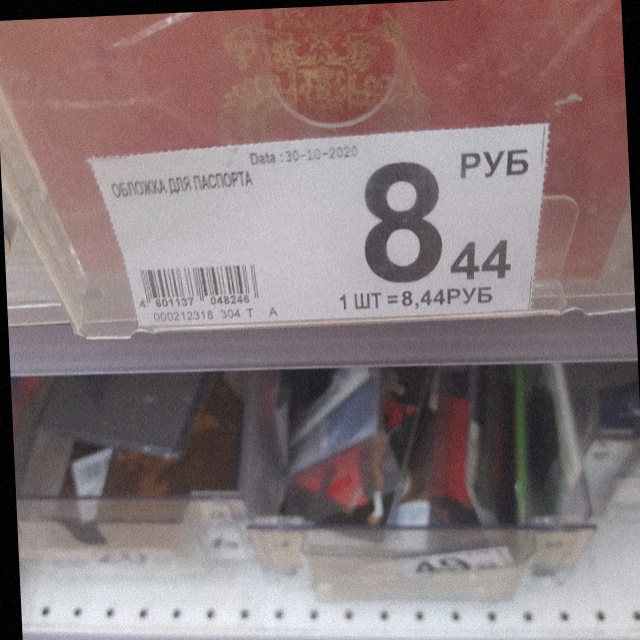 Data : 30-10-2020
ОБЛОЖКА ДЛЯ ПАСПОРТА
8 44 РУБ
1 ШТ = 8,44РУБ
4 601137 048246
000212318 304 T A